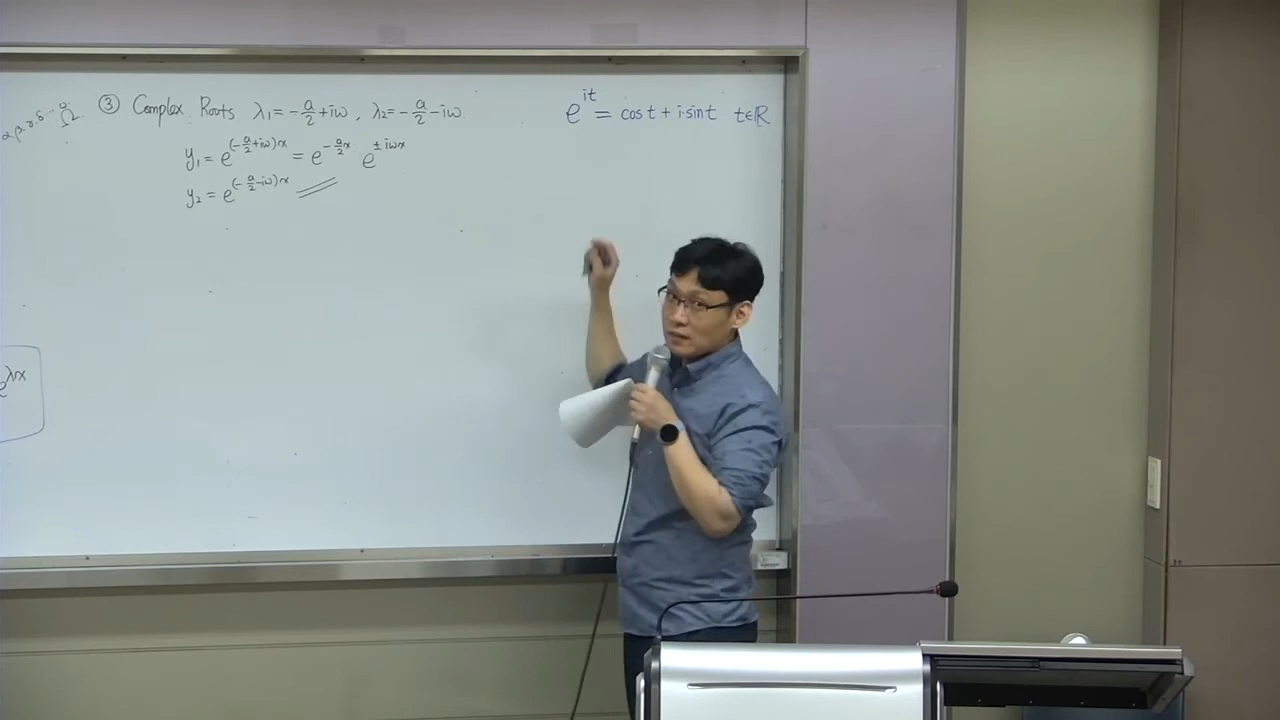 α, β, γ, δ ~ Ω
③ Complex Roots λ₁ = -a/2 + iω , λ₂ = -a/2 - iω
e^{it} = cos t + i·sin t t∈ℝ
y₁ = e^{(-a/2+iω)x} = e^{-a/2 x} e^{±iωx}
y₂ = e^{(-a/2-iω)x}
e^{λx}